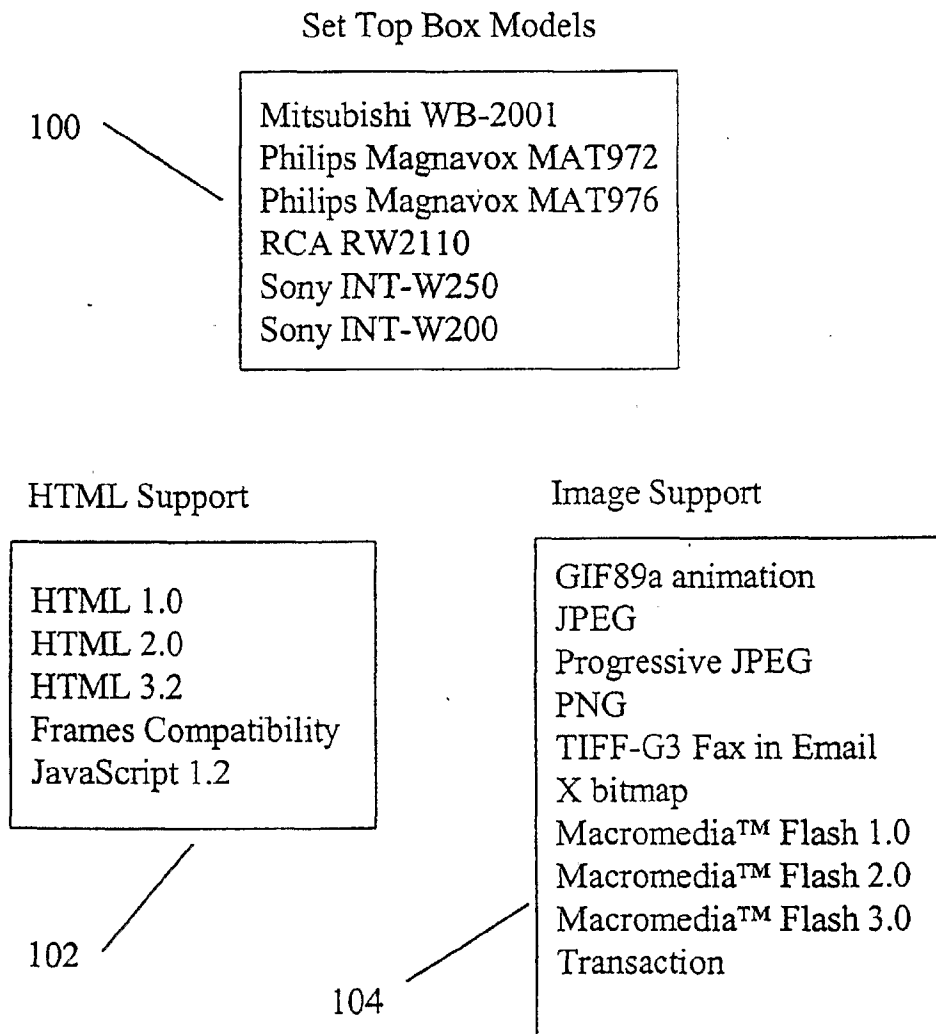 Set Top Box Models
100
Mitsubishi WB-2001
Philips Magnavox MAT972
Philips Magnavox MAT976
RCA RW2110
Sony INT-W250
Sony INT-W200
HTML Support
HTML 1.0
HTML 2.0
HTML 3.2
Frames Compatibility
JavaScript 1.2
102
Image Support
GIF89a animation
JPEG
Progressive JPEG
PNG
TIFF-G3 Fax in Email
X bitmap
Macromedia™ Flash 1.0
Macromedia™ Flash 2.0
Macromedia™ Flash 3.0
Transaction
104